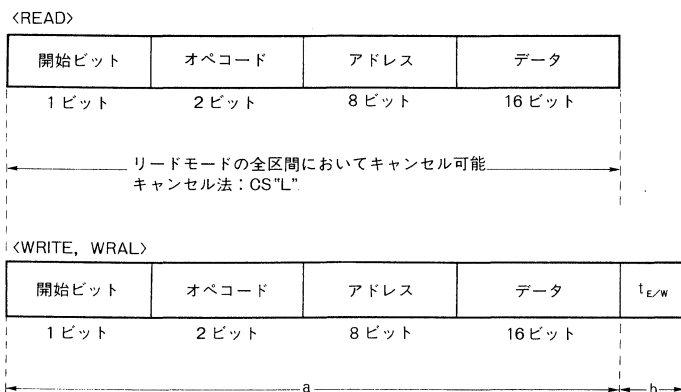 〈READ〉
開始ビット オペコード アドレス データ
1ビット 2ビット 8ビット 16ビット
リードモードの全区間においてキャンセル可能
キャンセル法：CS"L"
〈WRITE, WRAL〉
開始ビット オペコード アドレス データ tE/W
1ビット 2ビット 8ビット 16ビット
a b